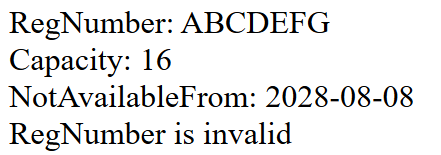 RegNumber: ABCDEFG
Capacity: 16
NotAvailableFrom: 2028-08-08
RegNumber is invalid